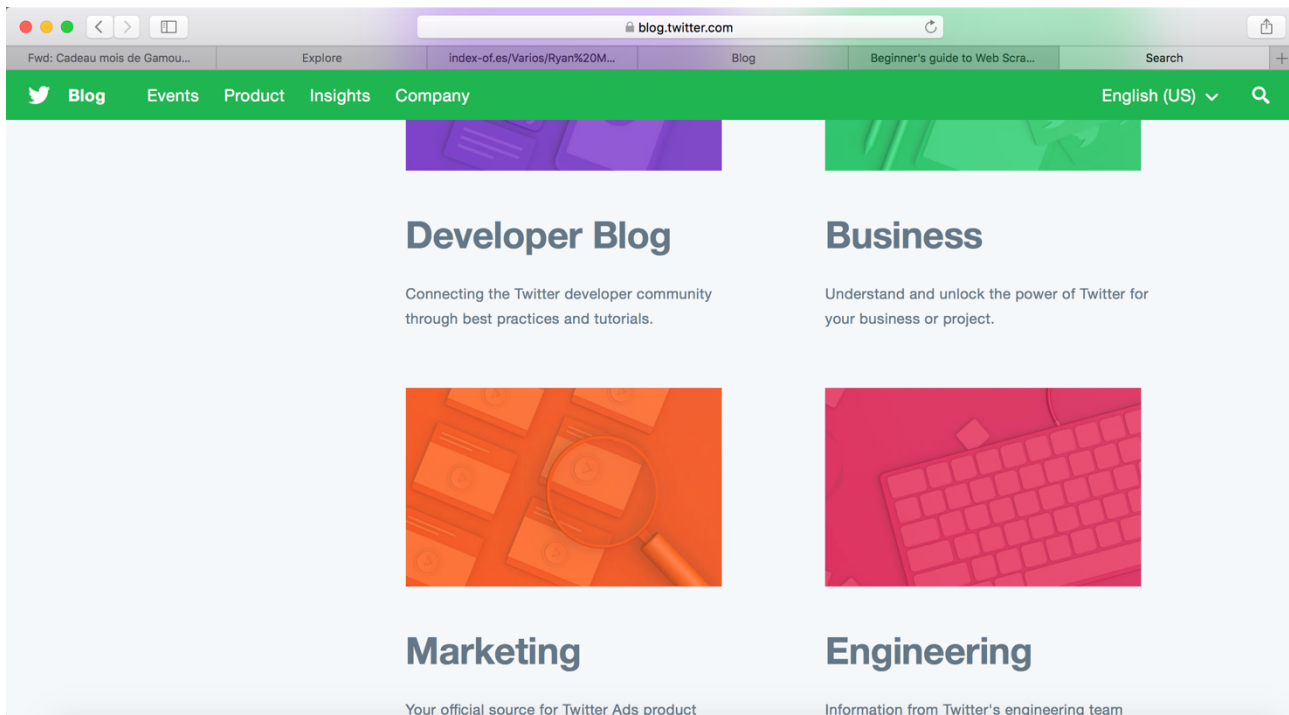 blog.twitter.com
Fwd: Cadeau mois de Gamou...
Explore
index-of.es/Varios/Ryan%20M...
Blog
Beginner's guide to Web Scra...
Search
Blog
Events
Product
Insights
Company
English (US)
Developer Blog
Connecting the Twitter developer community
through best practices and tutorials.
Business
Understand and unlock the power of Twitter for
your business or project.
Marketing
Your official source for Twitter Ads product
Engineering
Information from Twitter's engineering team